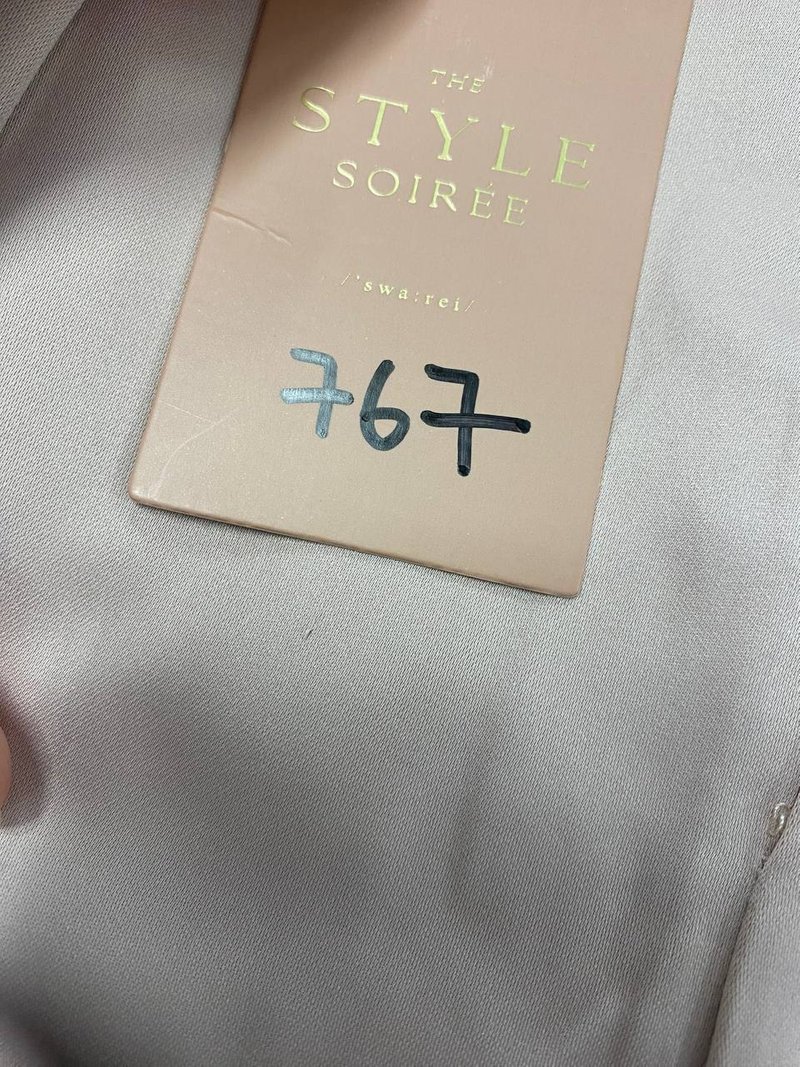 THE
STYLE
SOIRÉE
/'swa:rei/
767